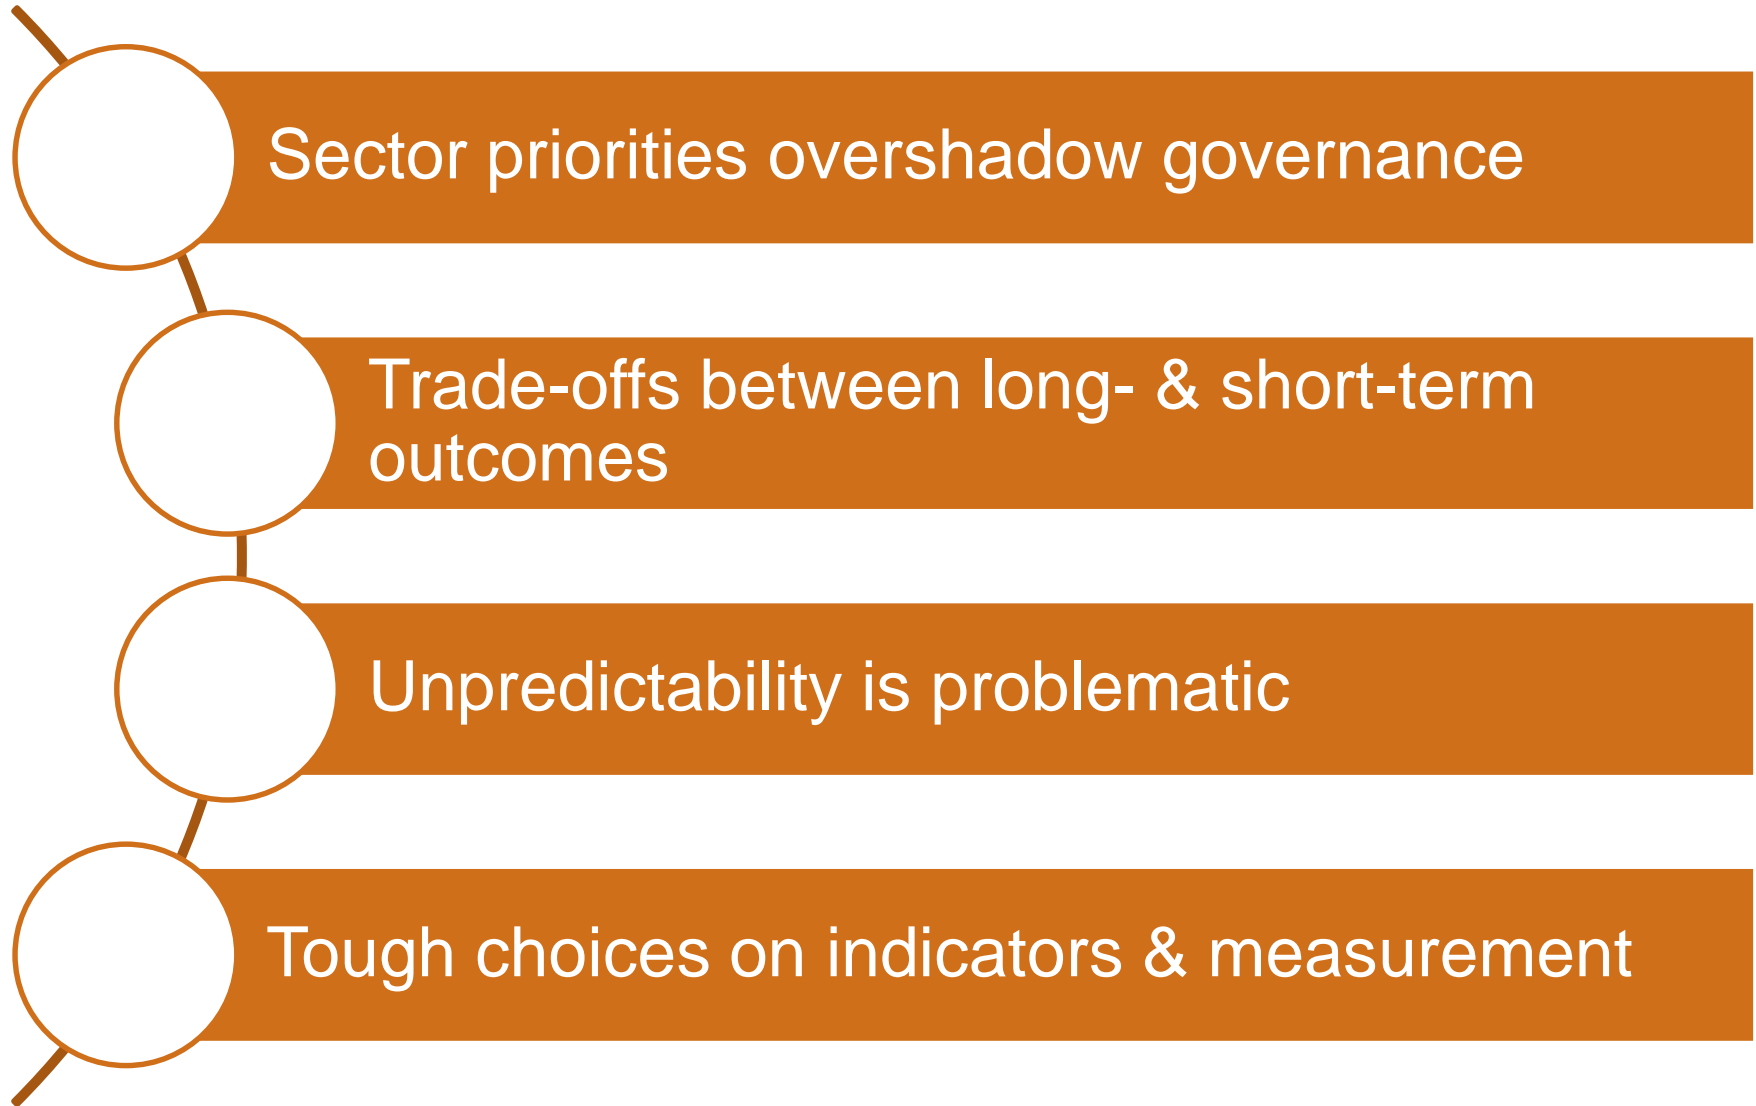 Sector priorities overshadow governance
Trade-offs between long- & short-term
outcomes
Unpredictability is problematic
Tough choices on indicators & measurement